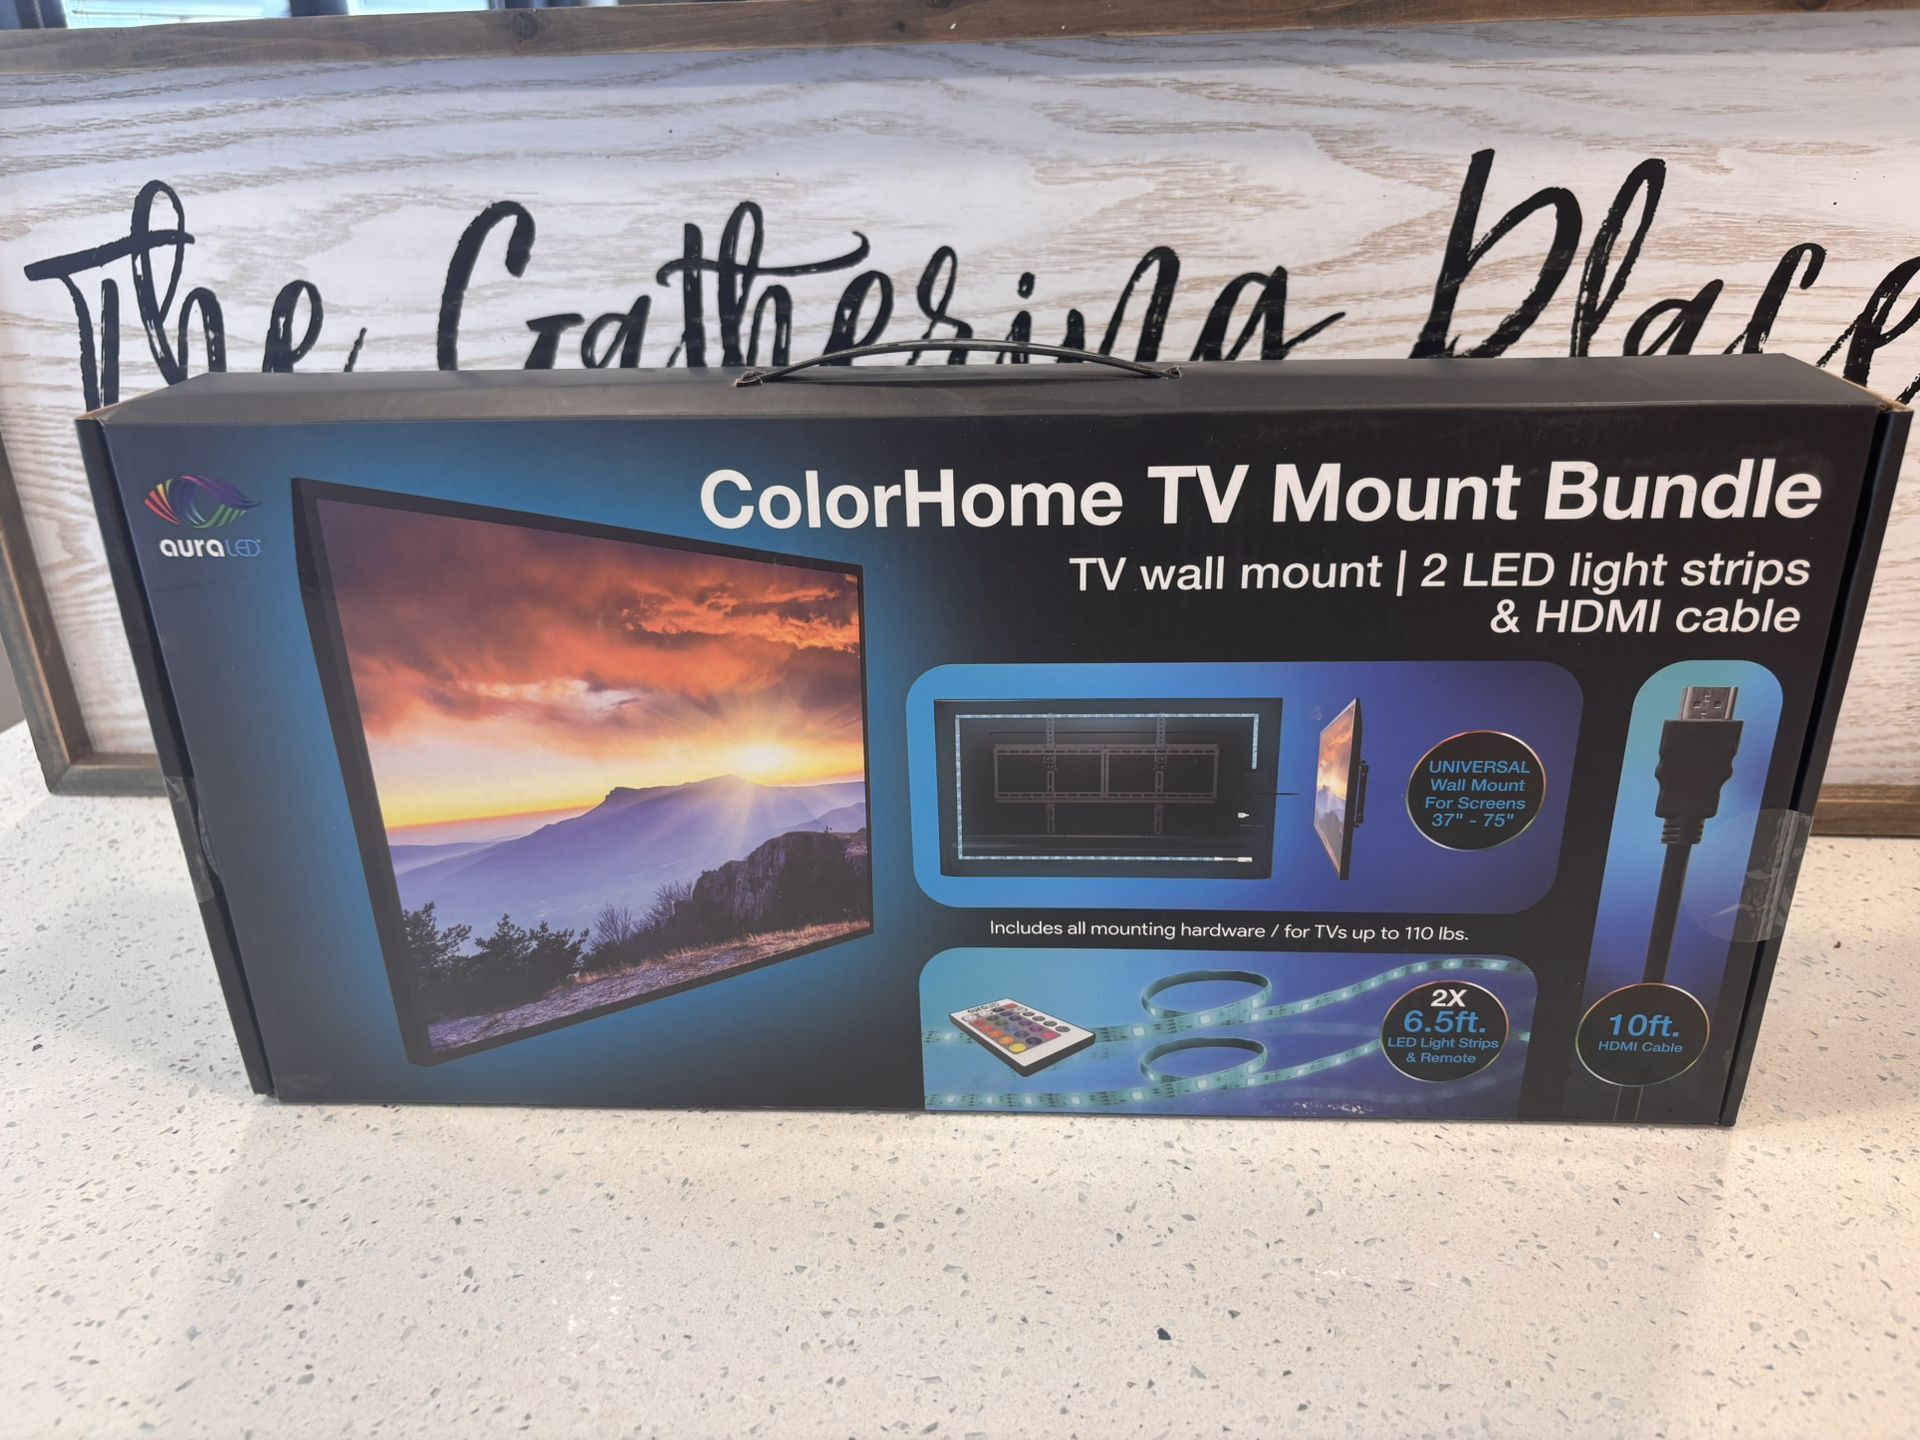 The Gathering Place
auraLED
ColorHome TV Mount Bundle
TV wall mount | 2 LED light strips
& HDMI cable
UNIVERSAL
Wall Mount
For Screens
37" - 75"
Includes all mounting hardware / for TVs up to 110 lbs.
2X
6.5ft.
LED Light Strips
& Remote
10ft.
HDMI Cable